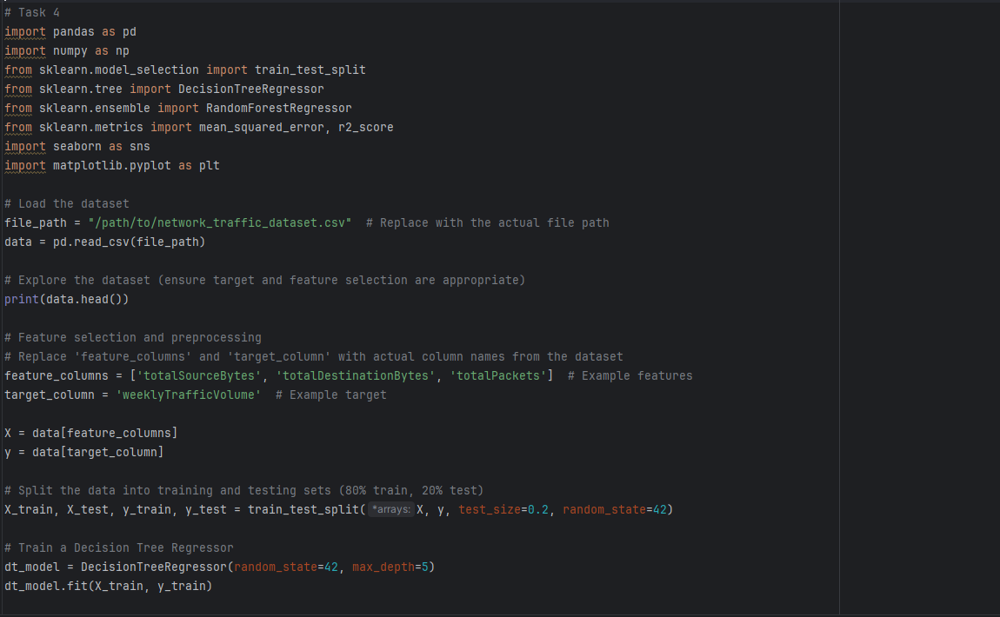 # Task 4
import pandas as pd
import numpy as np
from sklearn.model_selection import train_test_split
from sklearn.tree import DecisionTreeRegressor
from sklearn.ensemble import RandomForestRegressor
from sklearn.metrics import mean_squared_error, r2_score
import seaborn as sns
import matplotlib.pyplot as plt
# Load the dataset
file_path = "/path/to/network_traffic_dataset.csv"  # Replace with the actual file path
data = pd.read_csv(file_path)
# Explore the dataset (ensure target and feature selection are appropriate)
print(data.head())
# Feature selection and preprocessing
# Replace 'feature_columns' and 'target_column' with actual column names from the dataset
feature_columns = ['totalSourceBytes', 'totalDestinationBytes', 'totalPackets']  # Example features
target_column = 'weeklyTrafficVolume'  # Example target
X = data[feature_columns]
y = data[target_column]
# Split the data into training and testing sets (80% train, 20% test)
X_train, X_test, y_train, y_test = train_test_split( *arrays: X, y, test_size=0.2, random_state=42)
# Train a Decision Tree Regressor
dt_model = DecisionTreeRegressor(random_state=42, max_depth=5)
dt_model.fit(X_train, y_train)